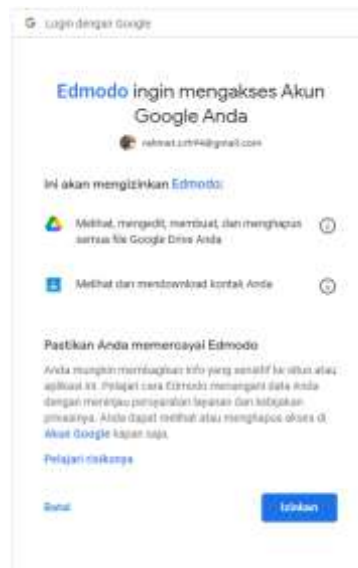 Login dengan Google
Edmodo ingin mengakses Akun
Google Anda
Ini akan mengizinkan Edmodo:
Melihat, mengedit, membuat, dan menghapus
semua file Google Drive Anda
Melihat dan mendownload kontak Anda
Pastikan Anda memercayai Edmodo
Anda mungkin membagikan info yang sensitif ke situs atau
aplikasi ini. Pelajari cara Edmodo menangani data Anda
dengan meninjau persyaratan layanan dan kebijakan
privasinya. Anda dapat melihat atau menghapus akses di
Akun Google kapan saja.
Pelajari risikonya
Batal
Izinkan